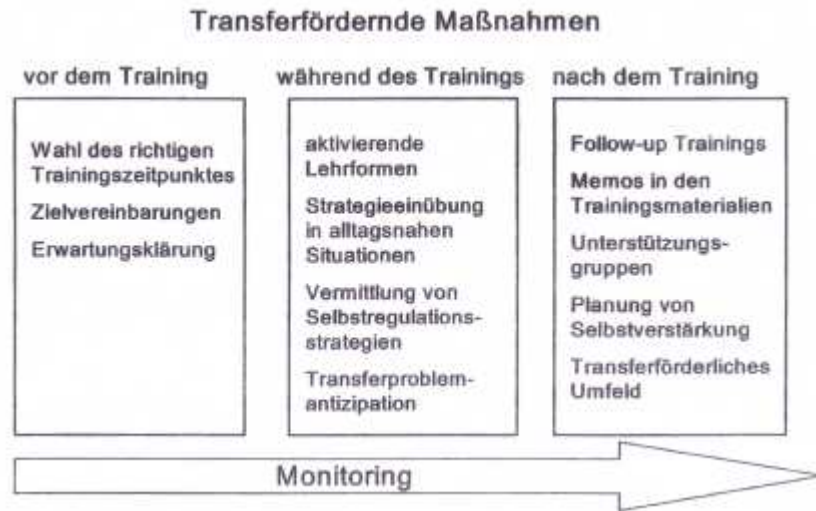 Transferfördernde Maßnahmen
vor dem Training
Wahl des richtigen
Trainingszeitpunktes
Zielvereinbarungen
Erwartungsklärung
während des Trainings
aktivierende
Lehrformen
Strategieeinübung
in alltagsnahen
Situationen
Vermittlung von
Selbstregulations-
strategien
Transferproblem-
antizipation
nach dem Training
Follow-up Trainings
Memos in den
Trainingsmaterialien
Unterstützungs-
gruppen
Planung von
Selbstverstärkung
Transferförderliches
Umfeld
Monitoring